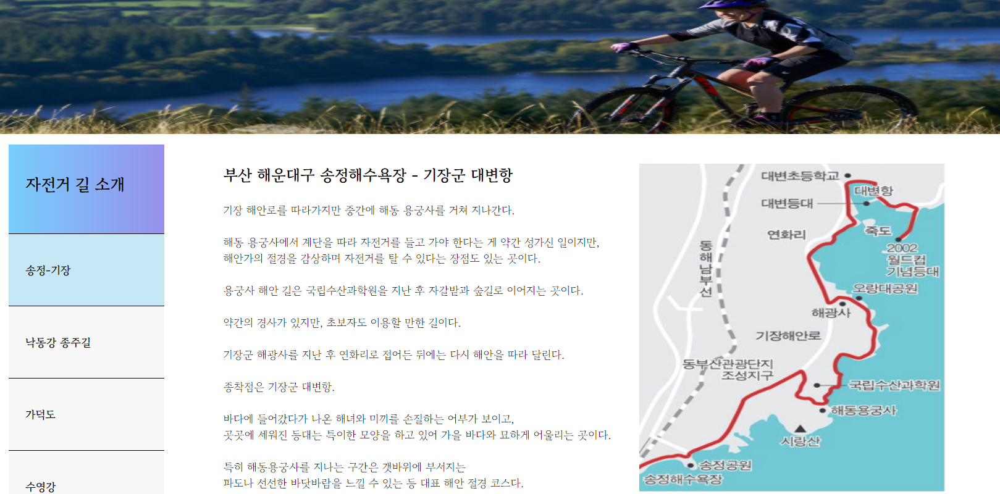 자전거 길 소개
송정-기장
낙동강 종주길
가덕도
수영강
부산 해운대구 송정해수욕장 - 기장군 대변항
기장 해안로를 따라가지만 중간에 해동 용궁사를 거쳐 지나간다.
해동 용궁사에서 계단을 따라 자전거를 들고 가야 한다는 게 약간 성가신 일이지만,
해안가의 절경을 감상하며 자전거를 탈 수 있다는 장점도 있는 곳이다.
용궁사 해안 길은 국립수산과학원을 지난 후 자갈밭과 숲길로 이어지는 곳이다.
약간의 경사가 있지만, 초보자도 이용할 만한 길이다.
기장군 해광사를 지난 후 연화리로 접어든 뒤에는 다시 해안을 따라 달린다.
종착점은 기장군 대변항.
바다에 들어갔다가 나온 해녀와 미끼를 손질하는 어부가 보이고,
곳곳에 세워진 등대는 특이한 모양을 하고 있어 가을 바다와 묘하게 어울리는 곳이다.
특히 해동용궁사를 지나는 구간은 갯바위에 부서지는
파도나 선선한 바닷바람을 느낄 수 있는 등 대표 해안 절경 코스다.
대변초등학교
대변항
대변등대
죽도
연화리
2002
월드컵
기념등대
동해남부선
오랑대공원
해광사
기장해안로
동부산관광단지
조성지구
국립수산과학원
해동용궁사
시랑산
송정공원
송정해수욕장